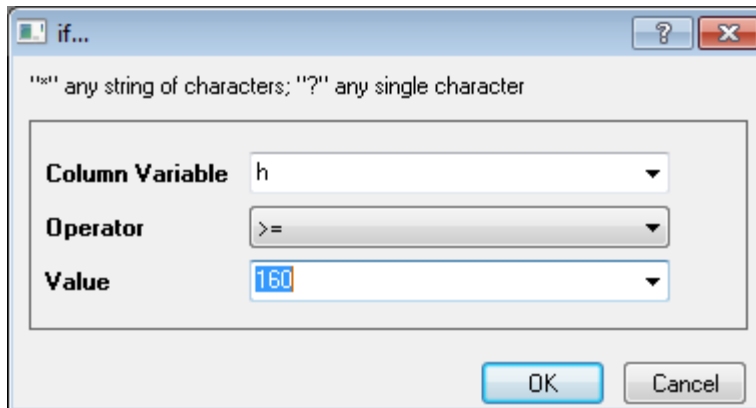 if...
"*" any string of characters; "?" any single character
Column Variable h
Operator >=
Value 160
OK Cancel